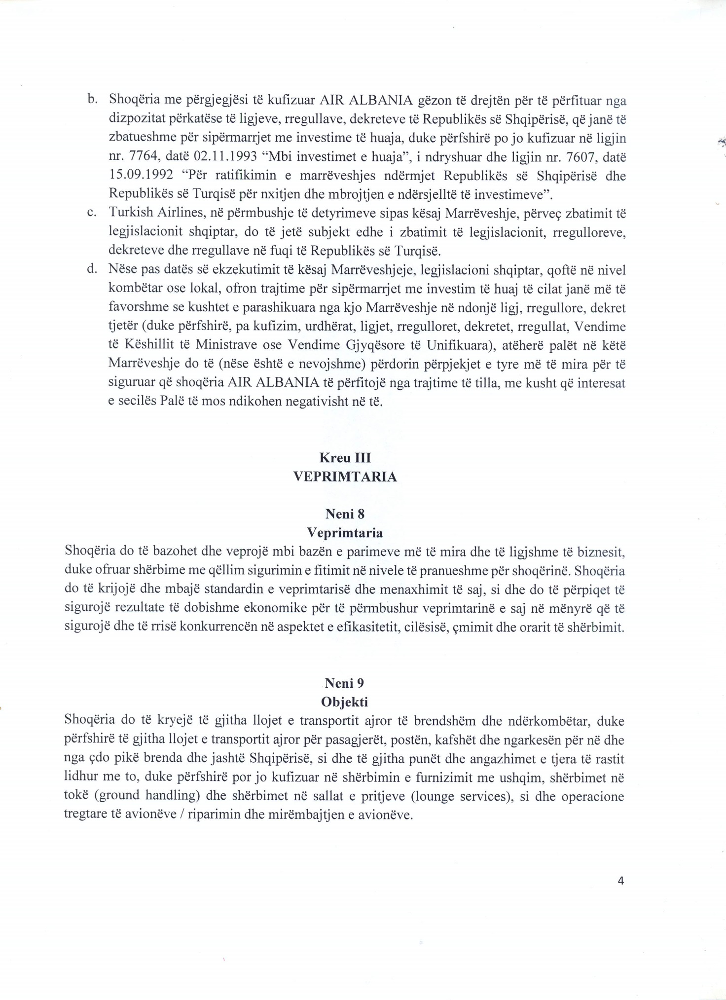 b. Shoqëria me përgjegjësi të kufizuar AIR ALBANIA gëzon të drejtën për të përfituar nga
dizpozitat përkatëse të ligjeve, rregullave, dekreteve të Republikës së Shqipërisë, që janë të
zbatueshme për sipërmarrjet me investime të huaja, duke përfshirë po jo kufizuar në ligjin
nr. 7764, datë 02.11.1993 “Mbi investimet e huaja”, i ndryshuar dhe ligjin nr. 7607, datë
15.09.1992 “Për ratifikimin e marrëveshjes ndërmjet Republikës së Shqipërisë dhe
Republikës së Turqisë për nxitjen dhe mbrojtjen e ndërsjelltë të investimeve”.
c. Turkish Airlines, në përmbushje të detyrimeve sipas kësaj Marrëveshje, përveç zbatimit të
legjislacionit shqiptar, do të jetë subjekt edhe i zbatimit të legjislacionit, rregulloreve,
dekreteve dhe rregullave në fuqi të Republikës së Turqisë.
d. Nëse pas datës së ekzekutimit të kësaj Marrëveshjeje, legjislacioni shqiptar, qoftë në nivel
kombëtar ose lokal, ofron trajtime për sipërmarrjet me investim të huaj të cilat janë më të
favorshme se kushtet e parashikuara nga kjo Marrëveshje në ndonjë ligj, rregullore, dekret
tjetër (duke përfshirë, pa kufizim, urdhërat, ligjet, rregulloret, dekretet, rregullat, Vendime
të Këshillit të Ministrave ose Vendime Gjyqësore të Unifikuara), atëherë palët në këtë
Marrëveshje do të (nëse është e nevojshme) përdorin përpjekjet e tyre më të mira për të
siguruar që shoqëria AIR ALBANIA të përfitojë nga trajtime të tilla, me kusht që interesat
e secilës Palë të mos ndikohen negativisht në të.
Kreu III
VEPRIMTARIA
Neni 8
Veprimtaria
Shoqëria do të bazohet dhe veprojë mbi bazën e parimeve më të mira dhe të ligjshme të biznesit,
duke ofruar shërbime me qëllim sigurimin e fitimit në nivele të pranueshme për shoqërinë. Shoqëria
do të krijojë dhe mbajë standardin e veprimtarisë dhe menaxhimit të saj, si dhe do të përpiqet të
sigurojë rezultate të dobishme ekonomike për të përmbushur veprimtarinë e saj në mënyrë që të
sigurojë dhe të rrisë konkurrencën në aspektet e efikasitetit, cilësisë, çmimit dhe orarit të shërbimit.
Neni 9
Objekti
Shoqëria do të kryejë të gjitha llojet e transportit ajror të brendshëm dhe ndërkombëtar, duke
përfshirë të gjitha llojet e transportit ajror për pasagjerët, postën, kafshët dhe ngarkesën për në dhe
nga çdo pikë brenda dhe jashtë Shqipërisë, si dhe të gjitha punët dhe angazhimet e tjera të rastit
lidhur me to, duke përfshirë por jo kufizuar në shërbimin e furnizimit me ushqim, shërbimet në
tokë (ground handling) dhe shërbimet në sallat e pritjeve (lounge services), si dhe operacione
tregtare të avionëve / riparimin dhe mirëmbajtjen e avionëve.
4